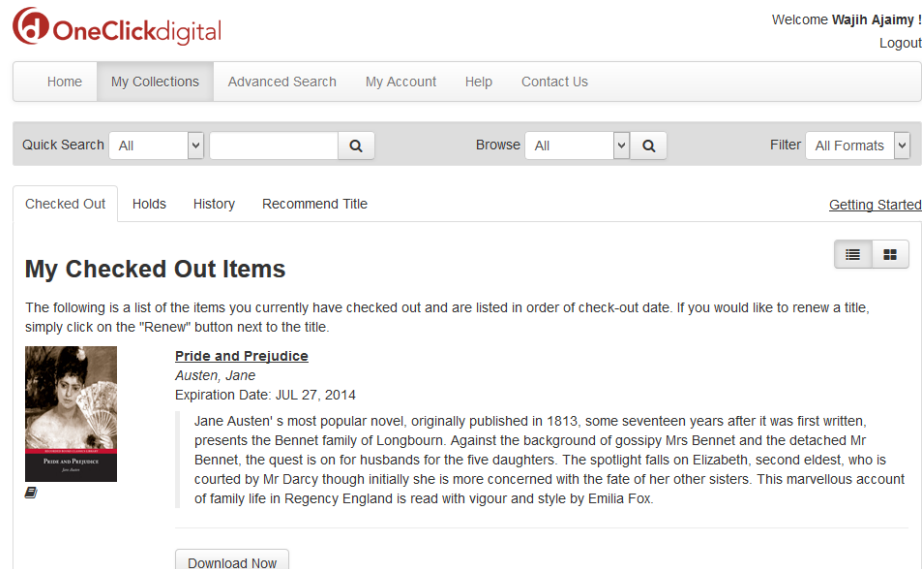 OneClickdigital
Welcome Wajih Ajaimy !
Logout
Home My Collections Advanced Search My Account Help Contact Us
Quick Search All Browse All Filter All Formats
Checked Out Holds History Recommend Title Getting Started
My Checked Out Items
The following is a list of the items you currently have checked out and are listed in order of check-out date. If you would like to renew a title,
simply click on the "Renew" button next to the title.
Pride and Prejudice
Austen, Jane
Expiration Date: JUL 27, 2014
Jane Austen' s most popular novel, originally published in 1813, some seventeen years after it was first written,
presents the Bennet family of Longbourn. Against the background of gossipy Mrs Bennet and the detached Mr
Bennet, the quest is on for husbands for the five daughters. The spotlight falls on Elizabeth, second eldest, who is
courted by Mr Darcy though initially she is more concerned with the fate of her other sisters. This marvellous account
of family life in Regency England is read with vigour and style by Emilia Fox.
Pride and Prejudice
Jane Austen
Download Now